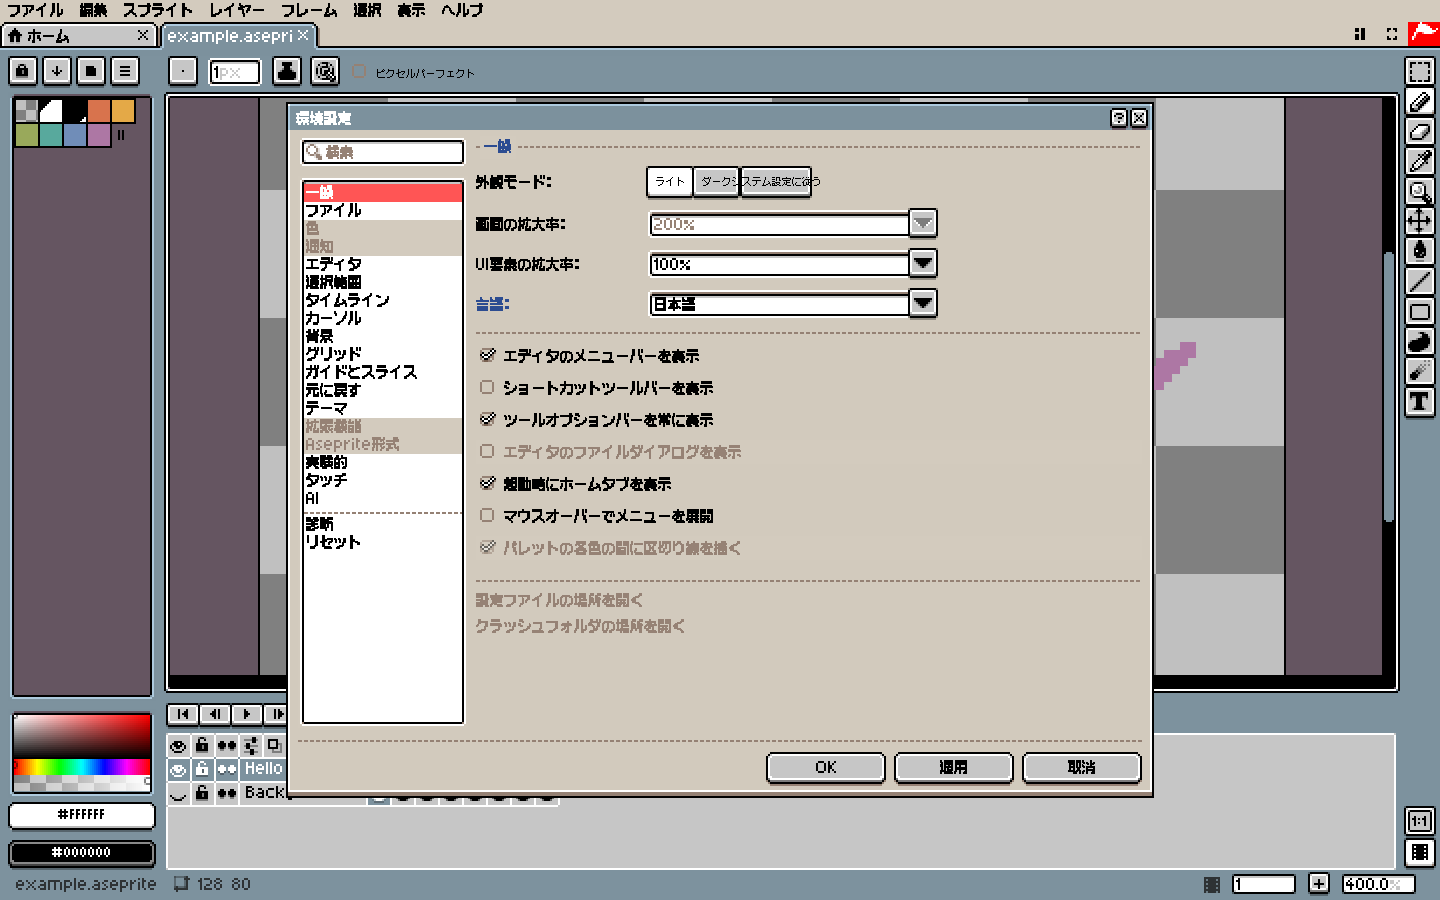 ファイル 編集 スプライト レイヤー フレーム 選択 表示 ヘルプ
ホーム
example.asepri
1px
ピクセルパーフェクト
環境設定
検索
一般
ファイル
色
通知
エディタ
選択範囲
タイムライン
カーソル
背景
グリッド
ガイドとスライス
元に戻す
テーマ
拡張機能
Aseprite形式
実験的
タッチ
AI
診断
リセット
一般
外観モード: ライト ダーク システム設定に従う
画面の拡大率: 200%
UI要素の拡大率: 100%
言語: 日本語
エディタのメニューバーを表示
ショートカットツールバーを表示
ツールオプションバーを常に表示
エディタのファイルダイアログを表示
起動時にホームタブを表示
マウスオーバーでメニューを展開
パレットの各色の間に区切り線を描く
設定ファイルの場所を開く
クラッシュフォルダの場所を開く
OK 適用 取消
Hello
Back
#FFFFFF
#000000
1:1
example.aseprite 128 80
1
400.0%